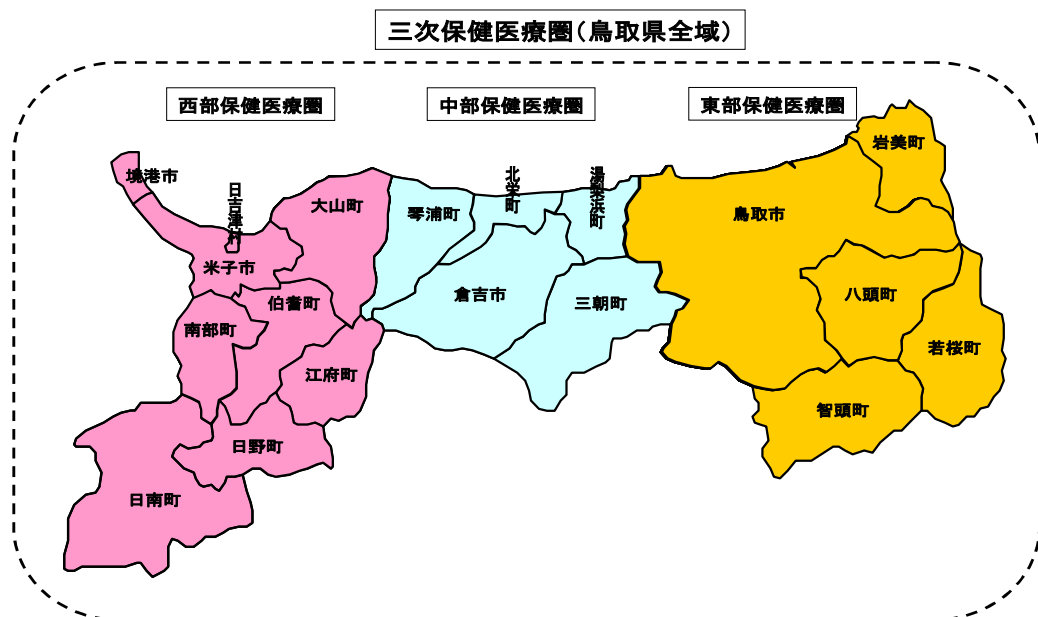 三次保健医療圏(鳥取県全域)
西部保健医療圏
中部保健医療圏
東部保健医療圏
境港市
日吉津村
大山町
米子市
伯耆町
南部町
江府町
日野町
日南町
琴浦町
北栄町
湯梨浜町
倉吉市
三朝町
岩美町
鳥取市
八頭町
若桜町
智頭町